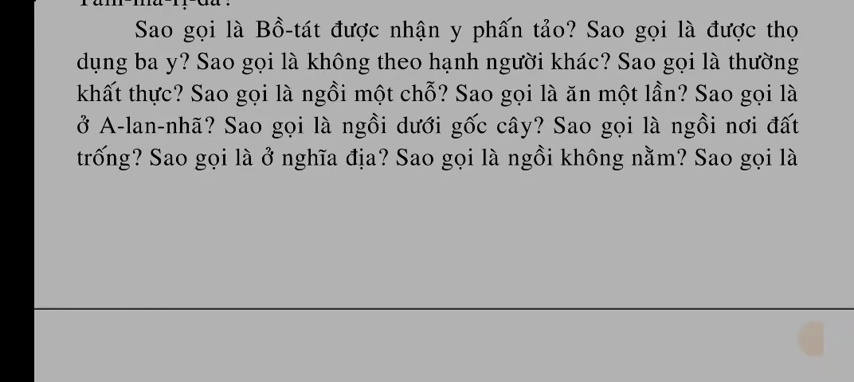 Sao gọi là Bồ-tát được nhận y phấn tảo? Sao gọi là được thọ
dụng ba y? Sao gọi là không theo hạnh người khác? Sao gọi là thường
khất thực? Sao gọi là ngồi một chỗ? Sao gọi là ăn một lần? Sao gọi là
ở A-lan-nhã? Sao gọi là ngồi dưới gốc cây? Sao gọi là ngồi nơi đất
trống? Sao gọi là ở nghĩa địa? Sao gọi là ngồi không nằm? Sao gọi là